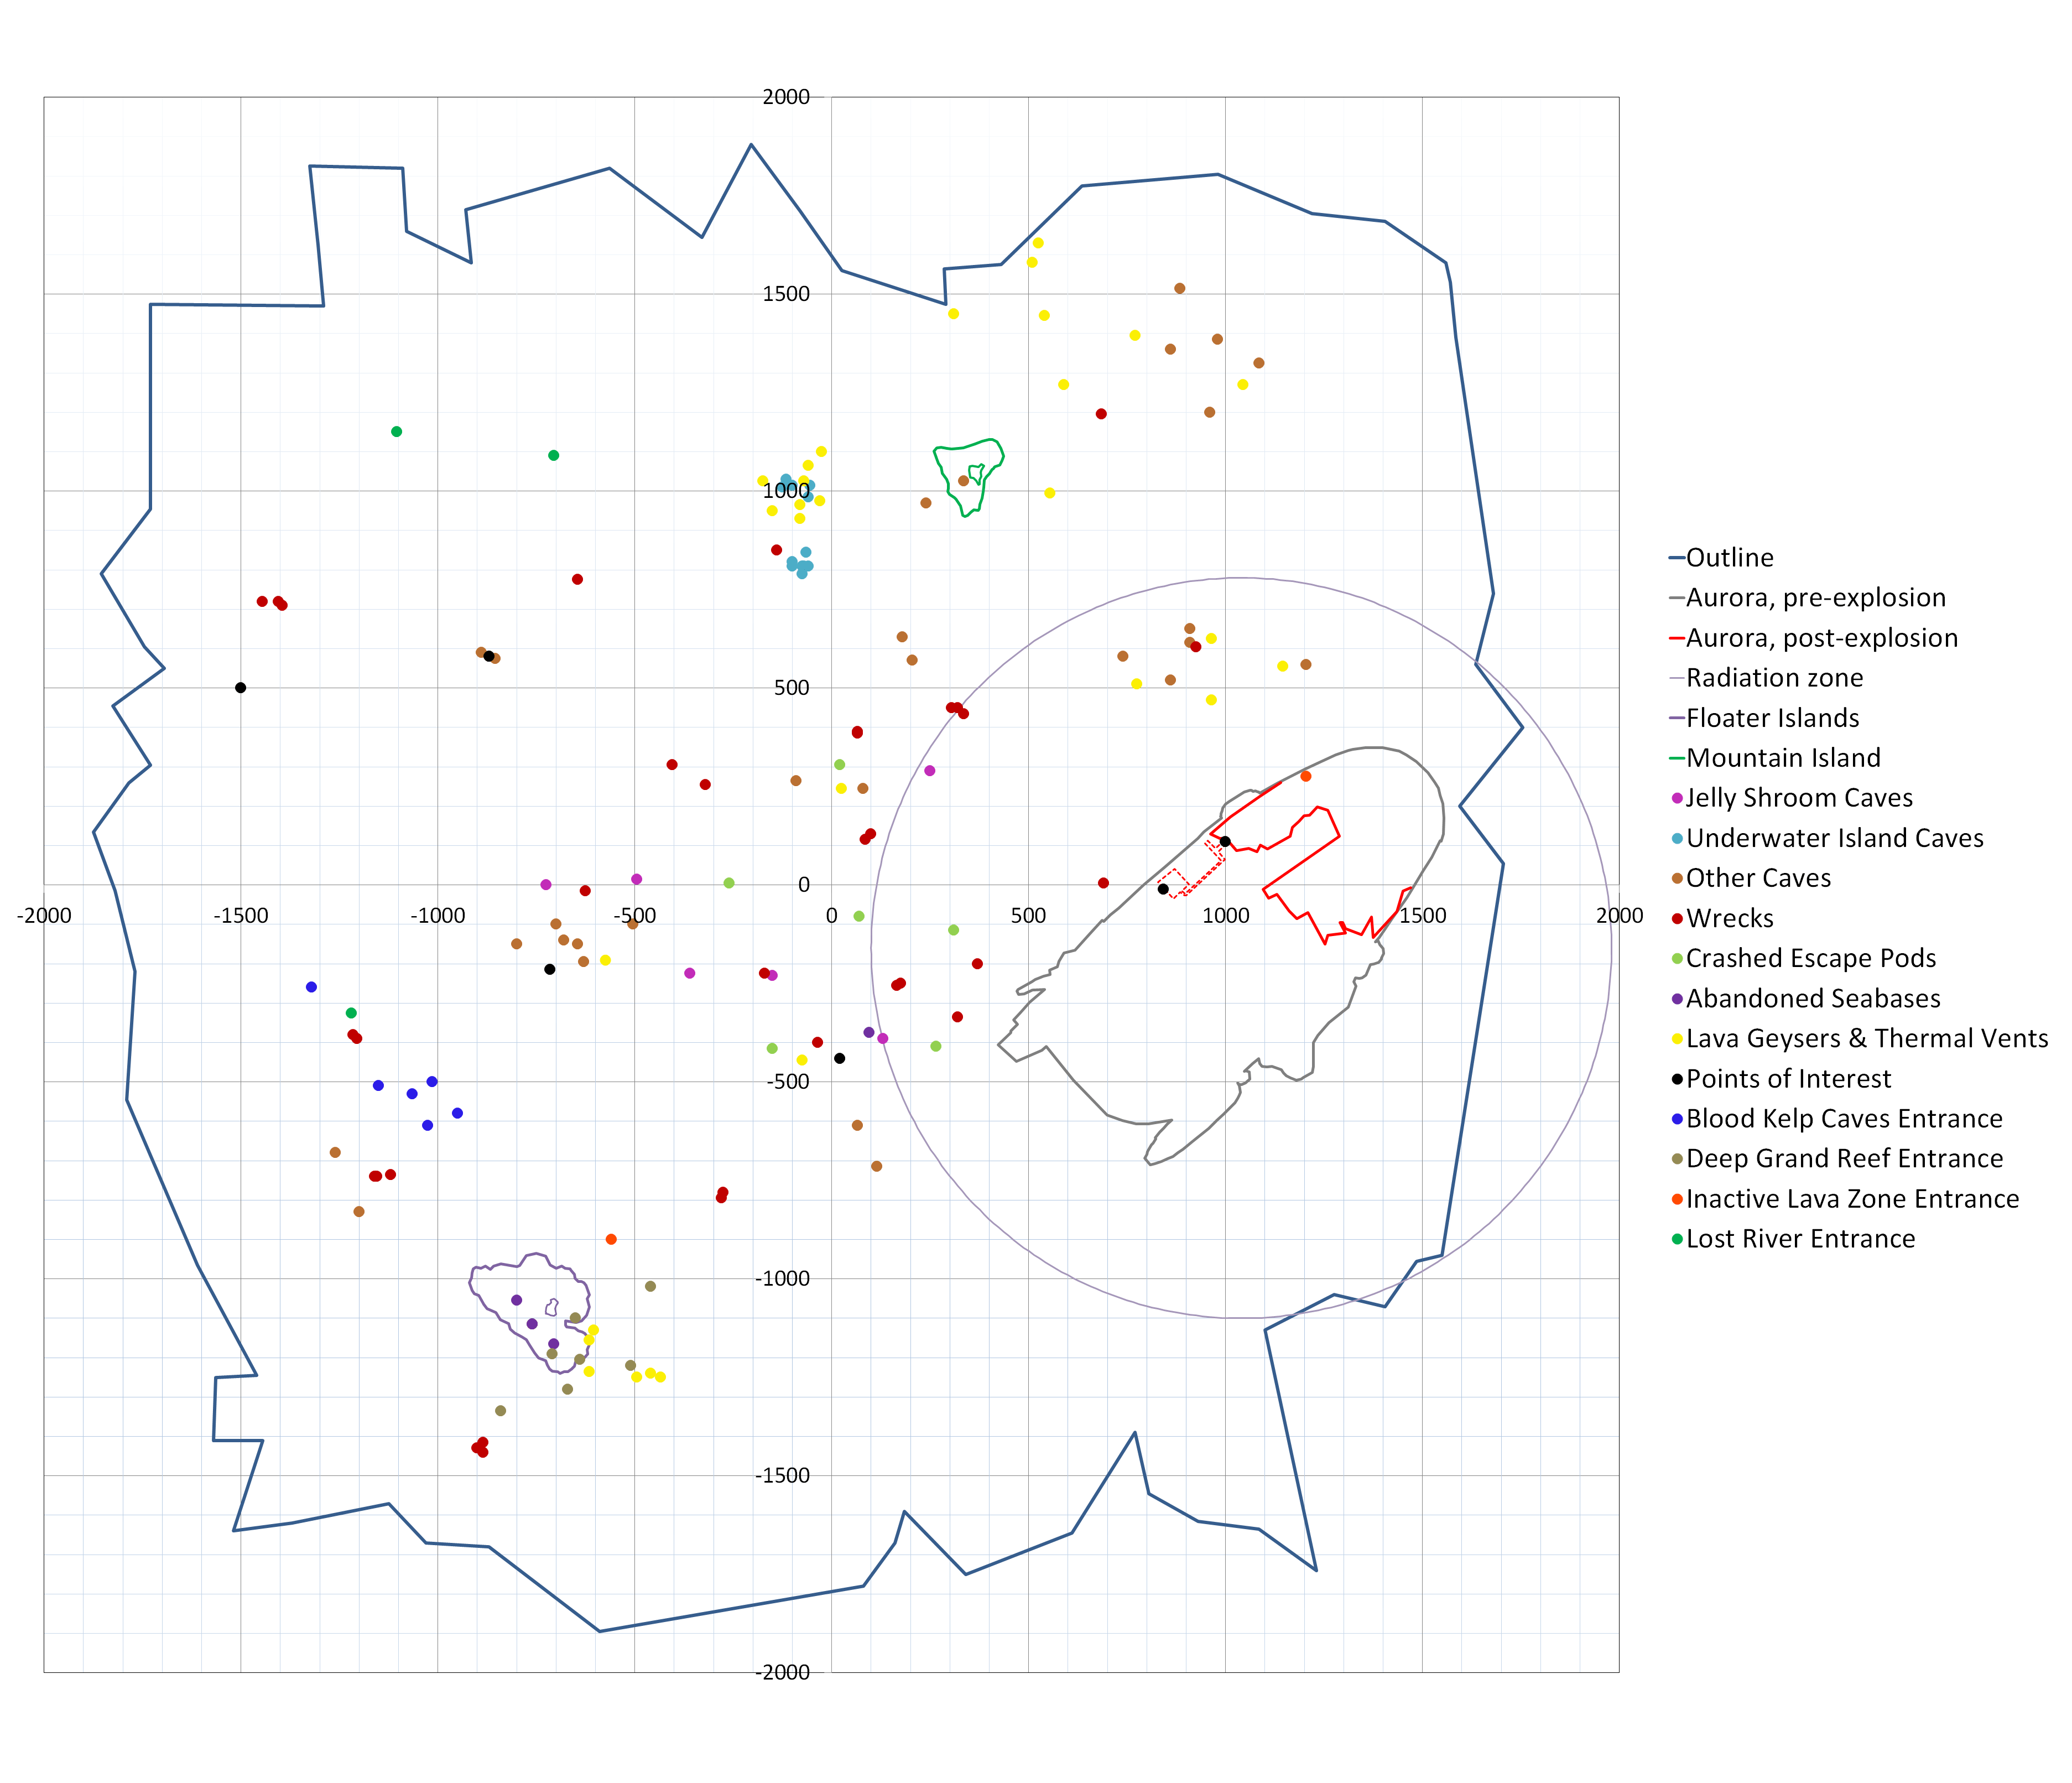 2000
1500
1000
500
0
-2000 -1500 -1000 -500 0 500 1000 1500 2000
-500
-1000
-1500
-2000
Outline
Aurora, pre-explosion
Aurora, post-explosion
Radiation zone
Floater Islands
Mountain Island
Jelly Shroom Caves
Underwater Island Caves
Other Caves
Wrecks
Crashed Escape Pods
Abandoned Seabases
Lava Geysers & Thermal Vents
Points of Interest
Blood Kelp Caves Entrance
Deep Grand Reef Entrance
Inactive Lava Zone Entrance
Lost River Entrance